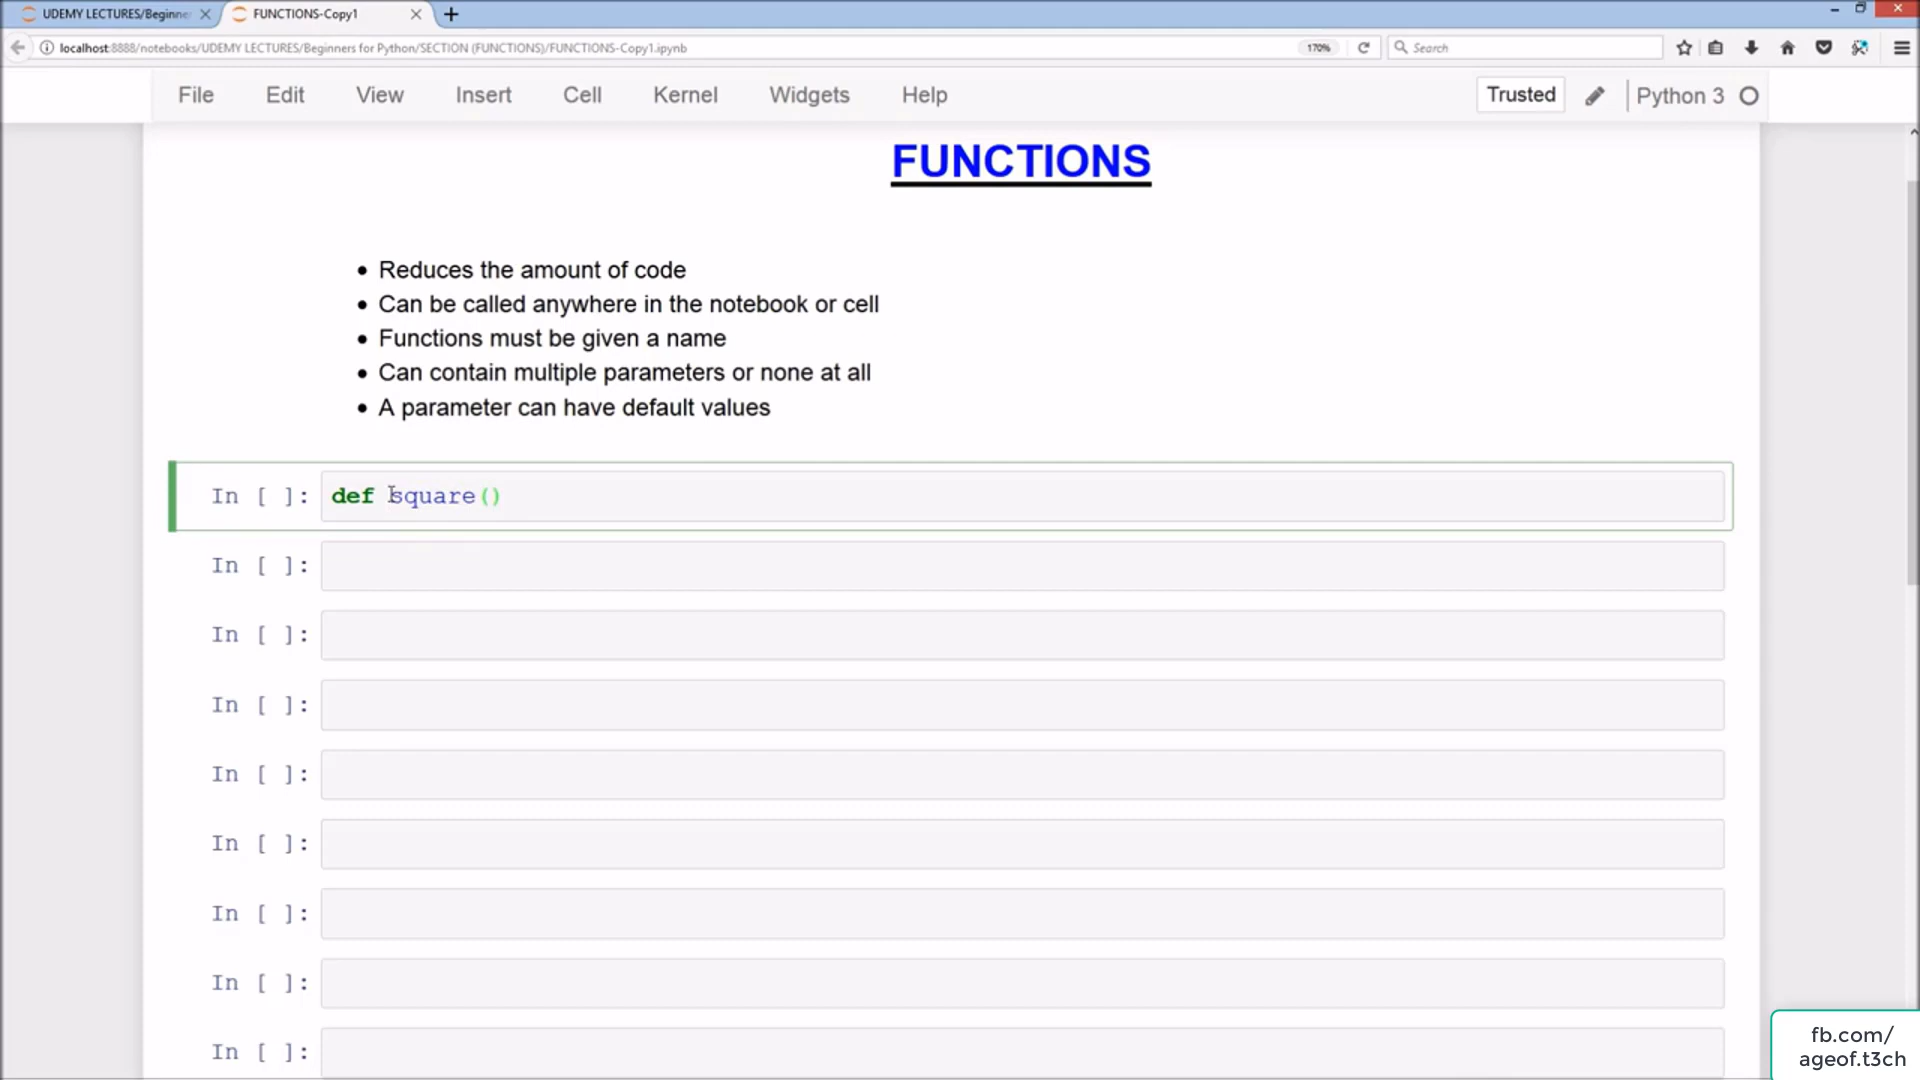 UDEMY LECTURES/Beginne
FUNCTIONS-Copy1
localhost:8888/notebooks/UDEMY LECTURES/Beginners for Python/SECTION (FUNCTIONS)/FUNCTIONS-Copy1.ipynb
170%
Search
File Edit View Insert Cell Kernel Widgets Help
Trusted
Python 3
FUNCTIONS
• Reduces the amount of code
• Can be called anywhere in the notebook or cell
• Functions must be given a name
• Can contain multiple parameters or none at all
• A parameter can have default values
In [ ]: def square()
In [ ]:
In [ ]:
In [ ]:
In [ ]:
In [ ]:
In [ ]:
In [ ]:
In [ ]:
fb.com/
ageof.t3ch